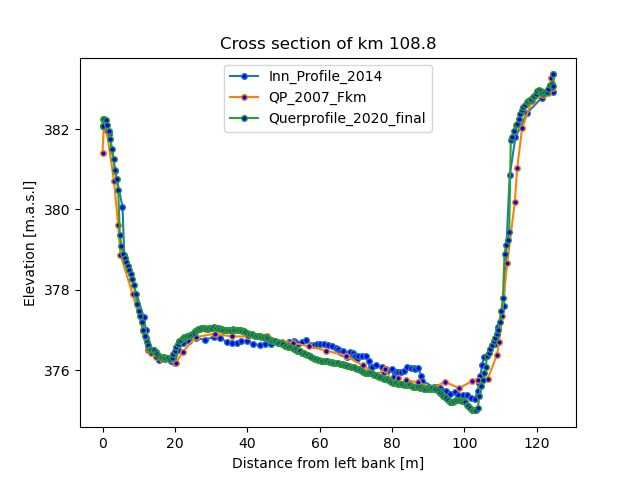 Cross section of km 108.8
Inn_Profile_2014
QP_2007_Fkm
Querprofile_2020_final
Elevation [m.a.s.l]
382
380
378
376
0 20 40 60 80 100 120
Distance from left bank [m]